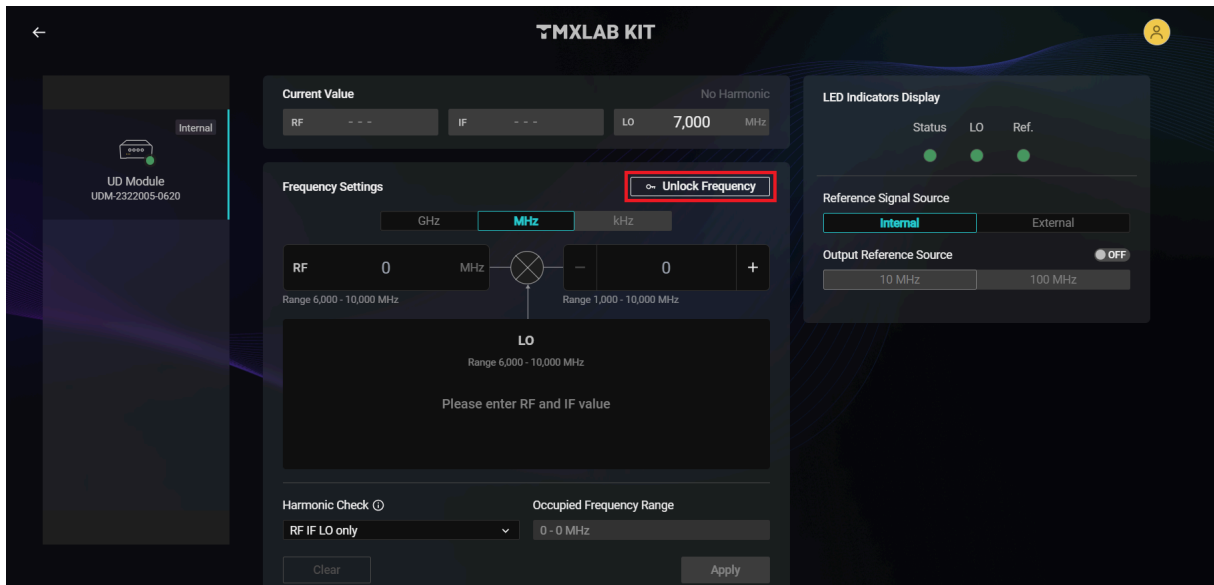 TMXLAB KIT
Internal
UD Module
UDM-2322005-0620
Current Value
No Harmonic
RF - - -
IF - - -
LO 7,000 MHz
Frequency Settings
Unlock Frequency
GHz MHz kHz
RF 0 MHz
− 0 +
Range 6,000 - 10,000 MHz
Range 1,000 - 10,000 MHz
LO
Range 6,000 - 10,000 MHz
Please enter RF and IF value
Harmonic Check
RF IF LO only
Occupied Frequency Range
0 - 0 MHz
Clear
Apply
LED Indicators Display
Status LO Ref.
Reference Signal Source
Internal External
Output Reference Source OFF
10 MHz 100 MHz